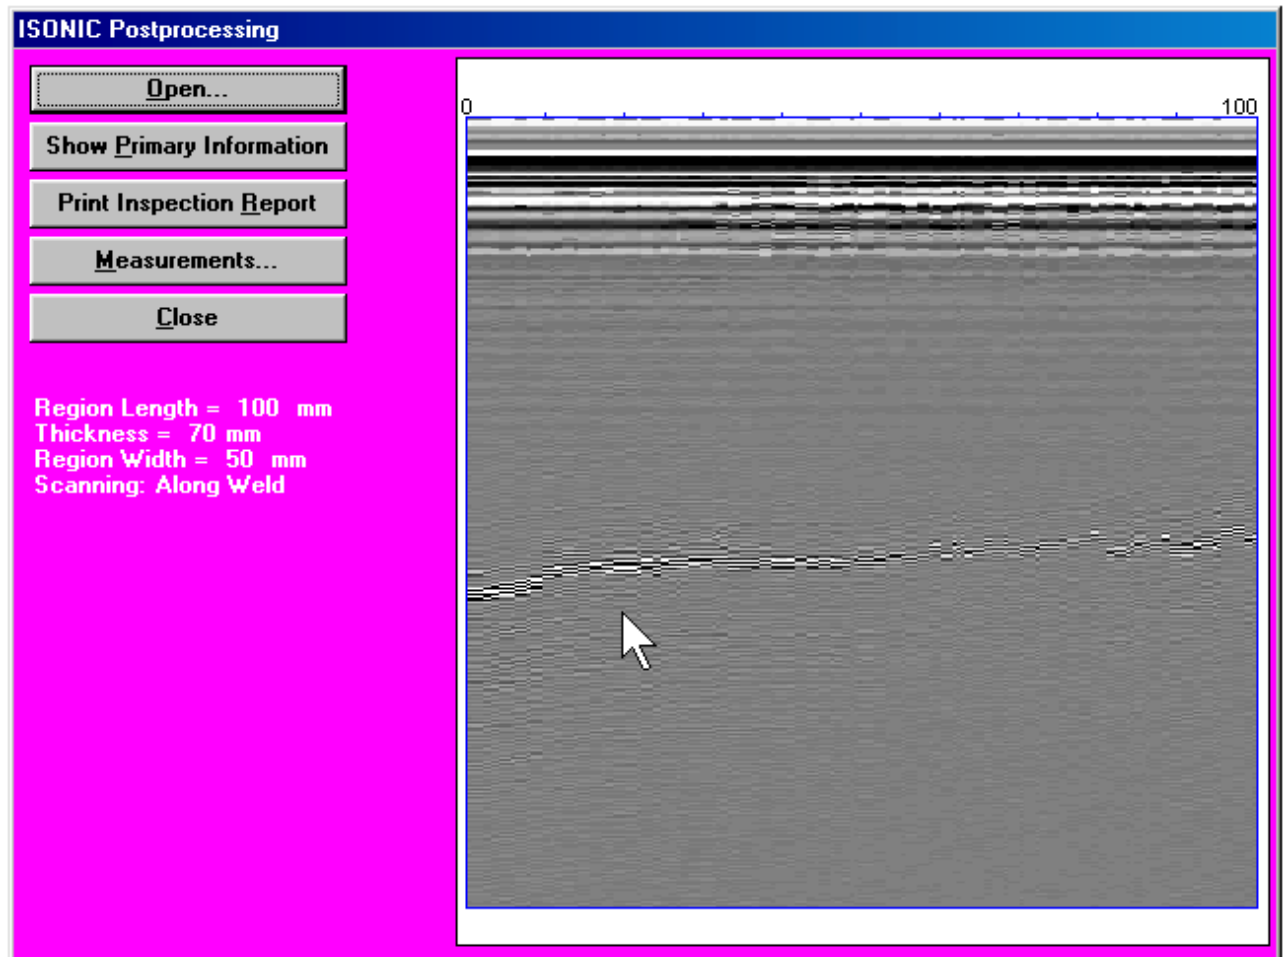 ISONIC Postprocessing
Open...
Show Primary Information
Print Inspection Report
Measurements...
Close
Region Length = 100 mm
Thickness = 70 mm
Region Width = 50 mm
Scanning: Along Weld
0 100